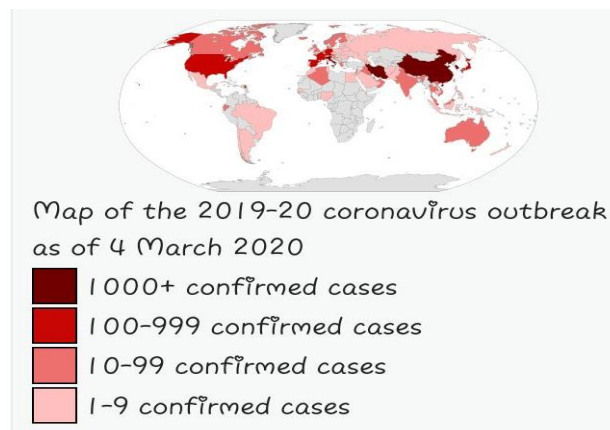 Map of the 2019-20 coronavirus outbreak
as of 4 March 2020
1000+ confirmed cases
100-999 confirmed cases
10-99 confirmed cases
1-9 confirmed cases